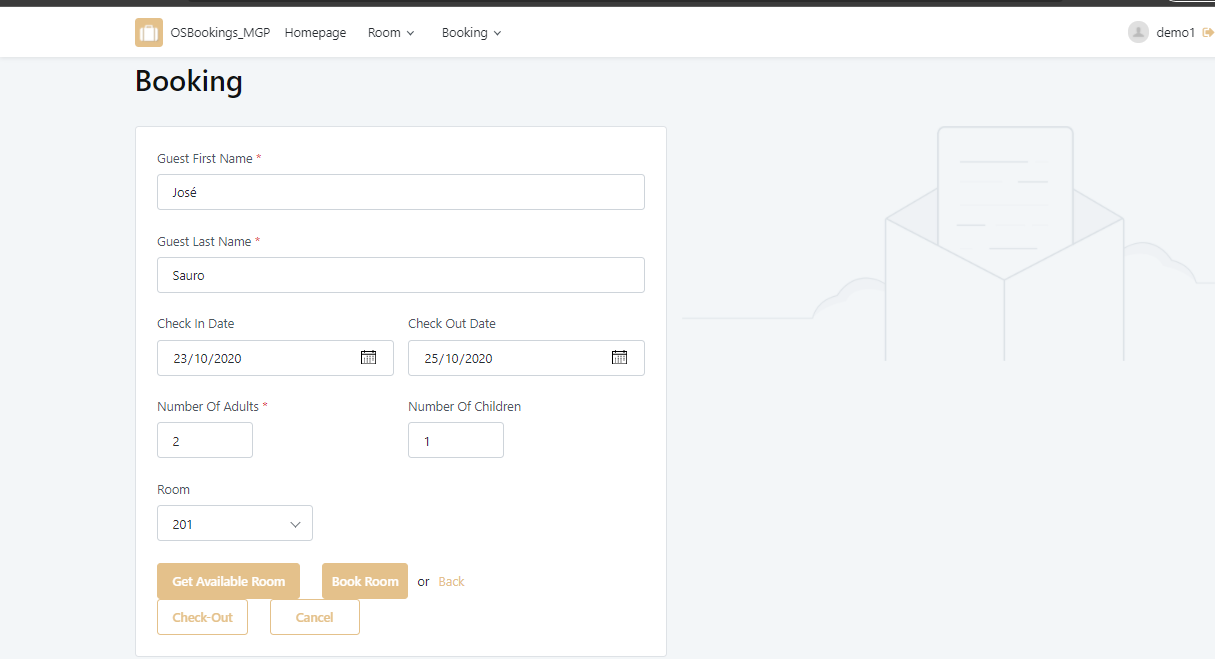 OSBookings_MGP Homepage Room Booking demo1
Booking
Guest First Name *
José
Guest Last Name *
Sauro
Check In Date Check Out Date
23/10/2020 25/10/2020
Number Of Adults * Number Of Children
2 1
Room
201
Get Available Room Book Room or Back
Check-Out Cancel